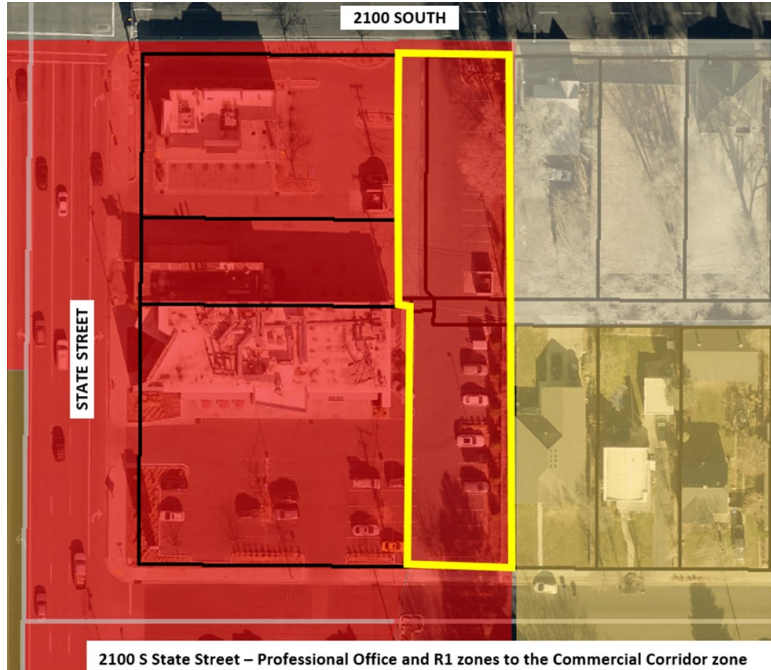 2100 SOUTH
STATE STREET
2100 S State Street – Professional Office and R1 zones to the Commercial Corridor zone